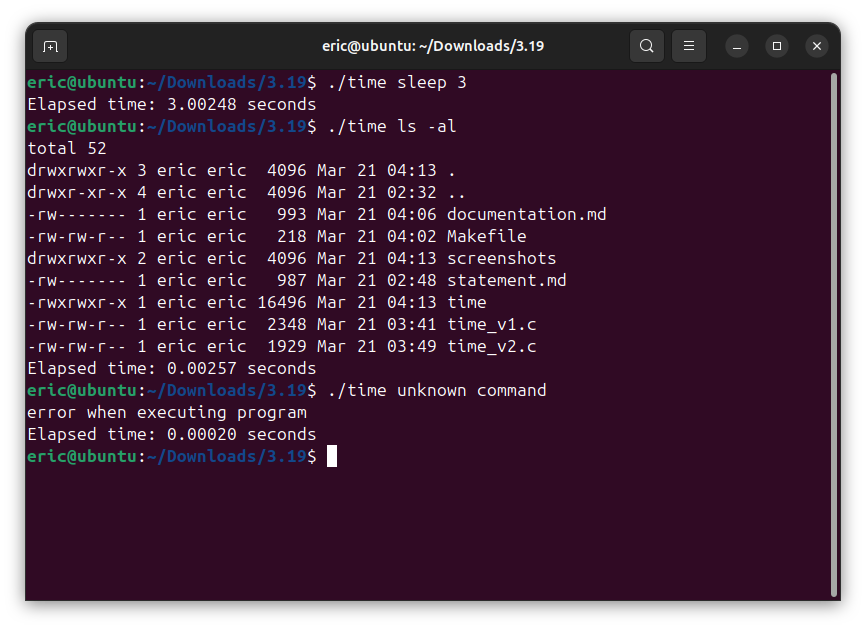 eric@ubuntu: ~/Downloads/3.19
eric@ubuntu:~/Downloads/3.19$ ./time sleep 3
Elapsed time: 3.00248 seconds
eric@ubuntu:~/Downloads/3.19$ ./time ls -al
total 52
drwxrwxr-x 3 eric eric  4096 Mar 21 04:13 .
drwxr-xr-x 4 eric eric  4096 Mar 21 02:32 ..
-rw------- 1 eric eric   993 Mar 21 04:06 documentation.md
-rw-rw-r-- 1 eric eric   218 Mar 21 04:02 Makefile
drwxrwxr-x 2 eric eric  4096 Mar 21 04:13 screenshots
-rw------- 1 eric eric   987 Mar 21 02:48 statement.md
-rwxrwxr-x 1 eric eric 16496 Mar 21 04:13 time
-rw-rw-r-- 1 eric eric  2348 Mar 21 03:41 time_v1.c
-rw-rw-r-- 1 eric eric  1929 Mar 21 03:49 time_v2.c
Elapsed time: 0.00257 seconds
eric@ubuntu:~/Downloads/3.19$ ./time unknown command
error when executing program
Elapsed time: 0.00020 seconds
eric@ubuntu:~/Downloads/3.19$